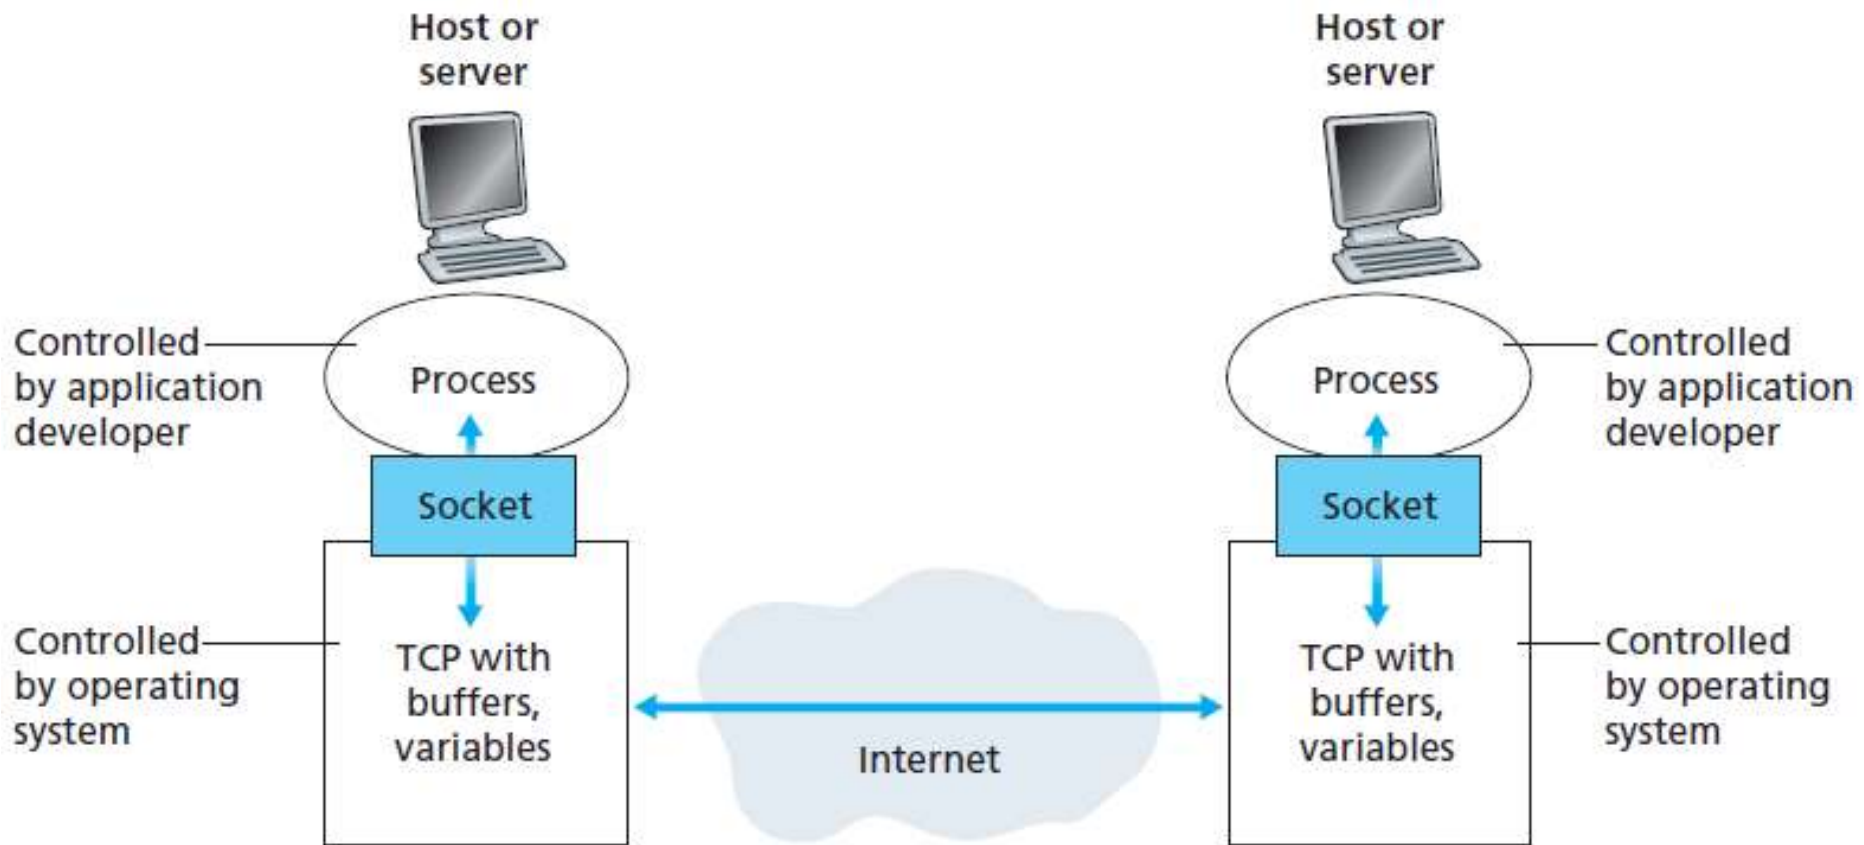 Host or
server
Host or
server
Controlled
by application
developer
Process
Process
Controlled
by application
developer
Socket
Socket
Controlled
by operating
system
TCP with
buffers,
variables
Internet
TCP with
buffers,
variables
Controlled
by operating
system